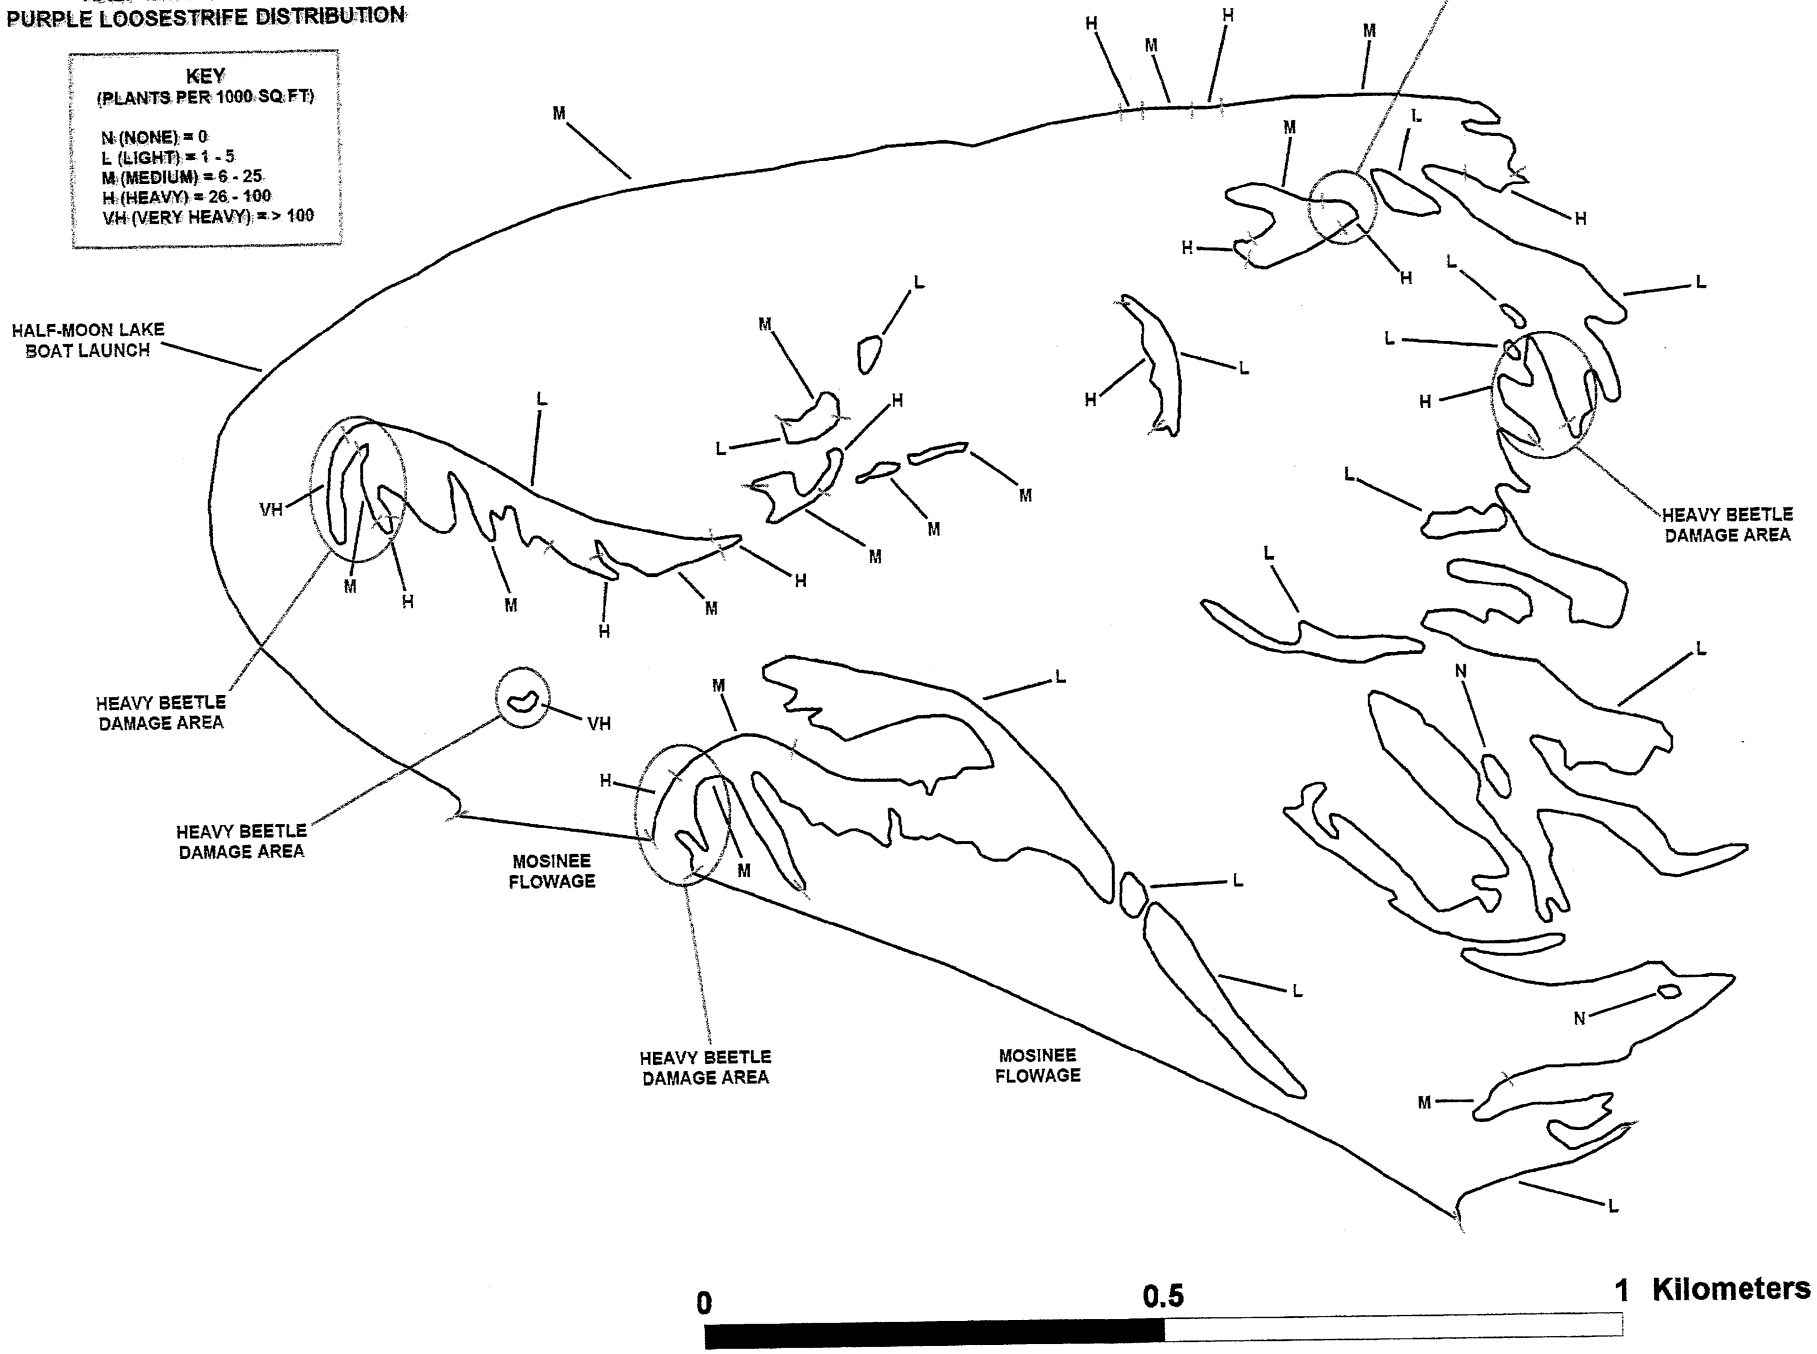 PURPLE LOOSESTRIFE DISTRIBUTION
KEY
(PLANTS PER 1000 SQ FT)
N (NONE) = 0
L (LIGHT) = 1 - 5
M (MEDIUM) = 6 - 25
H (HEAVY) = 26 - 100
VH (VERY HEAVY) = > 100
H
M
H
M
M
M
L
H
H
H
L
L
L
HALF-MOON LAKE
BOAT LAUNCH
M
L
L
H
L
H
L
H
L
M
M
M
VH
M
H
M
H
M
H
L
HEAVY BEETLE
DAMAGE AREA
L
L
N
HEAVY BEETLE
DAMAGE AREA
VH
M
L
H
M
HEAVY BEETLE
DAMAGE AREA
MOSINEE
FLOWAGE
L
L
N
HEAVY BEETLE
DAMAGE AREA
MOSINEE
FLOWAGE
M
L
0
0.5
1 Kilometers